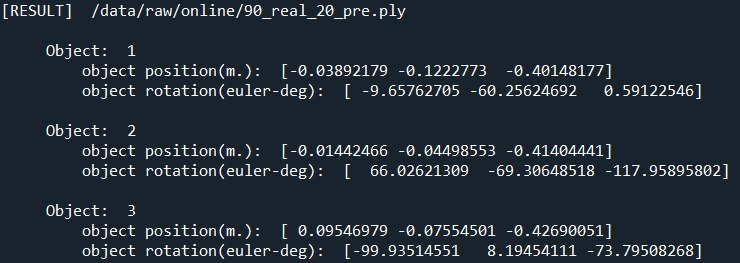 [RESULT]  /data/raw/online/90_real_20_pre.ply
Object:  1
object position(m.):  [-0.03892179 -0.1222773  -0.40148177]
object rotation(euler-deg):  [ -9.65762705 -60.25624692   0.59122546]
Object:  2
object position(m.):  [-0.01442466 -0.04498553 -0.41404441]
object rotation(euler-deg):  [  66.02621309  -69.30648518 -117.95895802]
Object:  3
object position(m.):  [ 0.09546979 -0.07554501 -0.42690051]
object rotation(euler-deg):  [-99.93514551   8.19454111 -73.79508268]